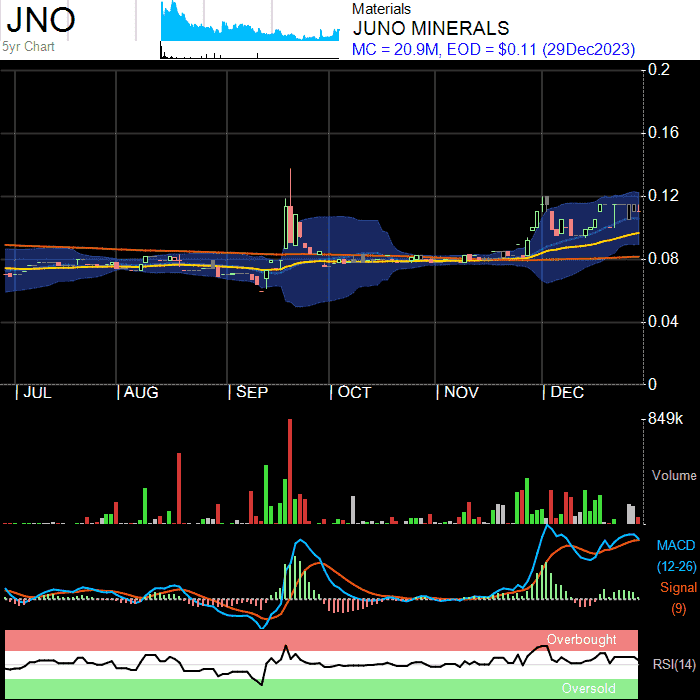 JNO
5yr Chart
Materials
JUNO MINERALS
MC = 20.9M, EOD = $0.11 (29Dec2023)
0.2
0.16
0.12
0.08
0.04
0
JUL AUG SEP OCT NOV DEC
849k
Volume
MACD
(12-26)
Signal
(9)
Overbought
RSI(14)
Oversold